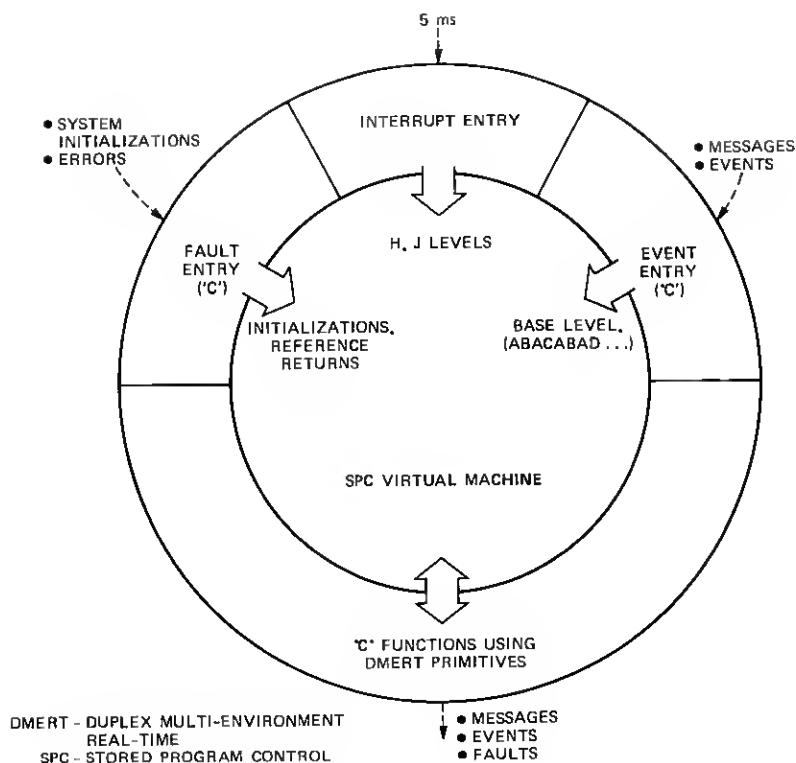 5 ms
INTERRUPT ENTRY
● SYSTEM
INITIALIZATIONS
● ERRORS
● MESSAGES
● EVENTS
H, J LEVELS
FAULT
ENTRY
('C')
EVENT
ENTRY
('C')
INITIALIZATIONS,
REFERENCE
RETURNS
BASE LEVEL,
(ABACABAD...)
SPC VIRTUAL MACHINE
'C' FUNCTIONS USING
DMERT PRIMITIVES
● MESSAGES
● EVENTS
● FAULTS
DMERT - DUPLEX MULTI-ENVIRONMENT
REAL-TIME
SPC - STORED PROGRAM CONTROL